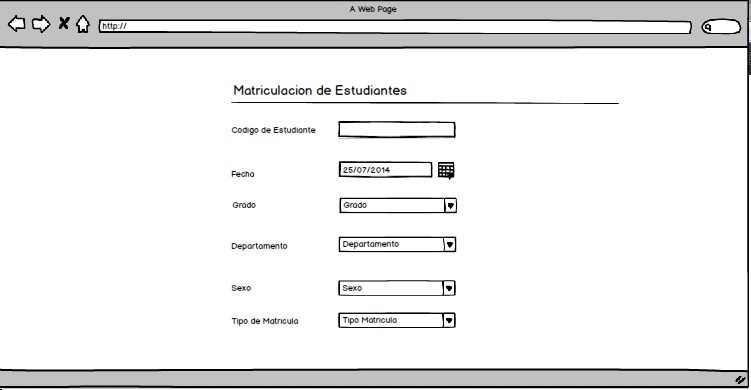 A Web Page
http://
Matriculacion de Estudiantes
Codigo de Estudiante
Fecha 25/07/2014
Grado Grado
Departamento Departamento
Sexo Sexo
Tipo de Matricula Tipo Matricula